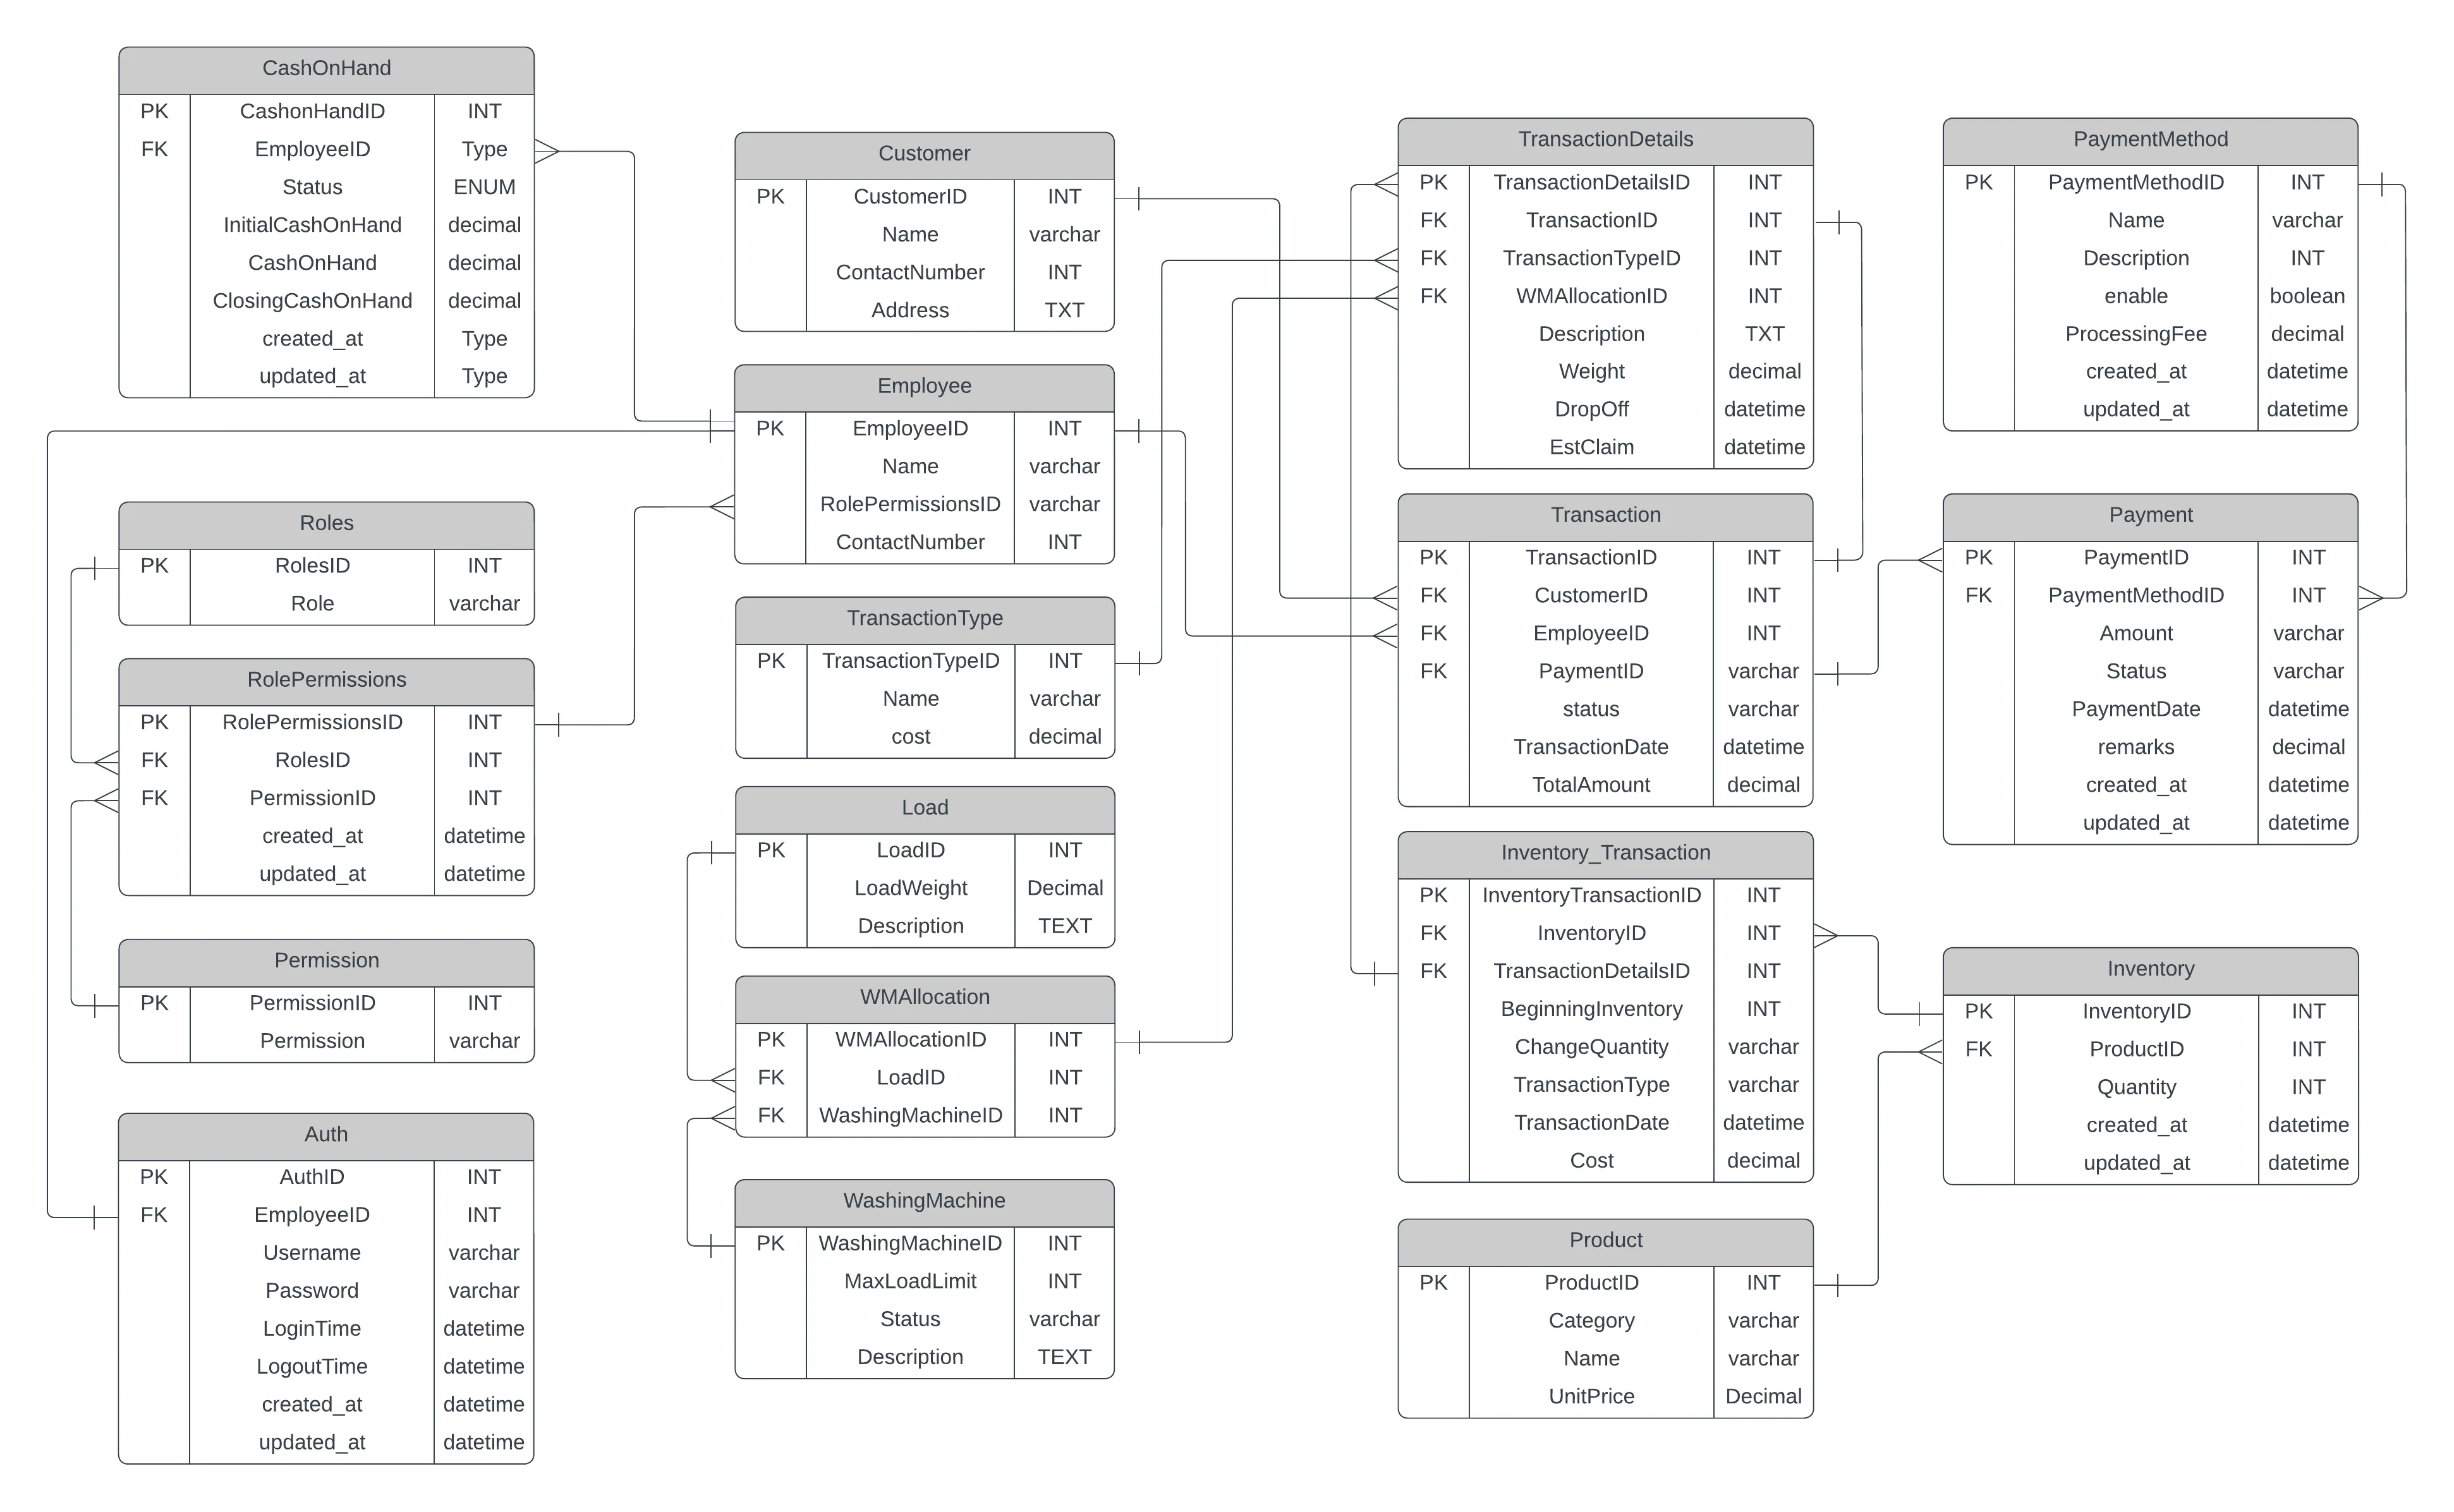 CashOnHand
PK CashonHandID INT
FK EmployeeID Type
Status ENUM
InitialCashOnHand decimal
CashOnHand decimal
ClosingCashOnHand decimal
created_at Type
updated_at Type
Roles
PK RolesID INT
Role varchar
RolePermissions
PK RolePermissionsID INT
FK RolesID INT
FK PermissionID INT
created_at datetime
updated_at datetime
Permission
PK PermissionID INT
Permission varchar
Auth
PK AuthID INT
FK EmployeeID INT
Username varchar
Password varchar
LoginTime datetime
LogoutTime datetime
created_at datetime
updated_at datetime
Customer
PK CustomerID INT
Name varchar
ContactNumber INT
Address TXT
Employee
PK EmployeeID INT
Name varchar
RolePermissionsID varchar
ContactNumber INT
TransactionType
PK TransactionTypeID INT
Name varchar
cost decimal
Load
PK LoadID INT
LoadWeight Decimal
Description TEXT
WMAllocation
PK WMAllocationID INT
FK LoadID INT
FK WashingMachineID INT
WashingMachine
PK WashingMachineID INT
MaxLoadLimit INT
Status varchar
Description TEXT
TransactionDetails
PK TransactionDetailsID INT
FK TransactionID INT
FK TransactionTypeID INT
FK WMAllocationID INT
Description TXT
Weight decimal
DropOff datetime
EstClaim datetime
Transaction
PK TransactionID INT
FK CustomerID INT
FK EmployeeID INT
FK PaymentID varchar
status varchar
TransactionDate datetime
TotalAmount decimal
Inventory_Transaction
PK InventoryTransactionID INT
FK InventoryID INT
FK TransactionDetailsID INT
BeginningInventory INT
ChangeQuantity varchar
TransactionType varchar
TransactionDate datetime
Cost decimal
Product
PK ProductID INT
Category varchar
Name varchar
UnitPrice Decimal
PaymentMethod
PK PaymentMethodID INT
Name varchar
Description INT
enable boolean
ProcessingFee decimal
created_at datetime
updated_at datetime
Payment
PK PaymentID INT
FK PaymentMethodID INT
Amount varchar
Status varchar
PaymentDate datetime
remarks decimal
created_at datetime
updated_at datetime
Inventory
PK InventoryID INT
FK ProductID INT
Quantity INT
created_at datetime
updated_at datetime